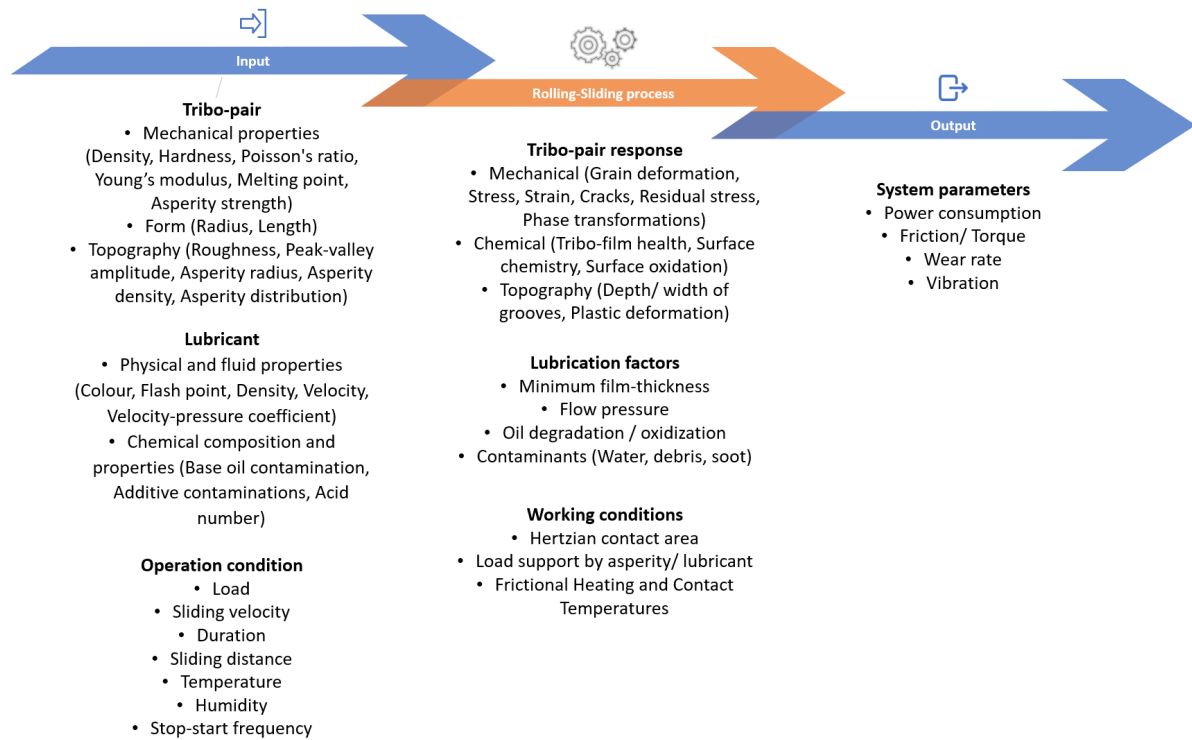 Input
Tribo-pair
• Mechanical properties
(Density, Hardness, Poisson's ratio,
Young’s modulus, Melting point,
Asperity strength)
• Form (Radius, Length)
• Topography (Roughness, Peak-valley
amplitude, Asperity radius, Asperity
density, Asperity distribution)
Lubricant
• Physical and fluid properties
(Colour, Flash point, Density, Velocity,
Velocity-pressure coefficient)
• Chemical composition and
properties (Base oil contamination,
Additive contaminations, Acid
number)
Operation condition
• Load
• Sliding velocity
• Duration
• Sliding distance
• Temperature
• Humidity
• Stop-start frequency
Rolling-Sliding process
Tribo-pair response
• Mechanical (Grain deformation,
Stress, Strain, Cracks, Residual stress,
Phase transformations)
• Chemical (Tribo-film health, Surface
chemistry, Surface oxidation)
• Topography (Depth/ width of
grooves, Plastic deformation)
Lubrication factors
• Minimum film-thickness
• Flow pressure
• Oil degradation / oxidization
• Contaminants (Water, debris, soot)
Working conditions
• Hertzian contact area
• Load support by asperity/ lubricant
• Frictional Heating and Contact
Temperatures
Output
System parameters
• Power consumption
• Friction/ Torque
• Wear rate
• Vibration